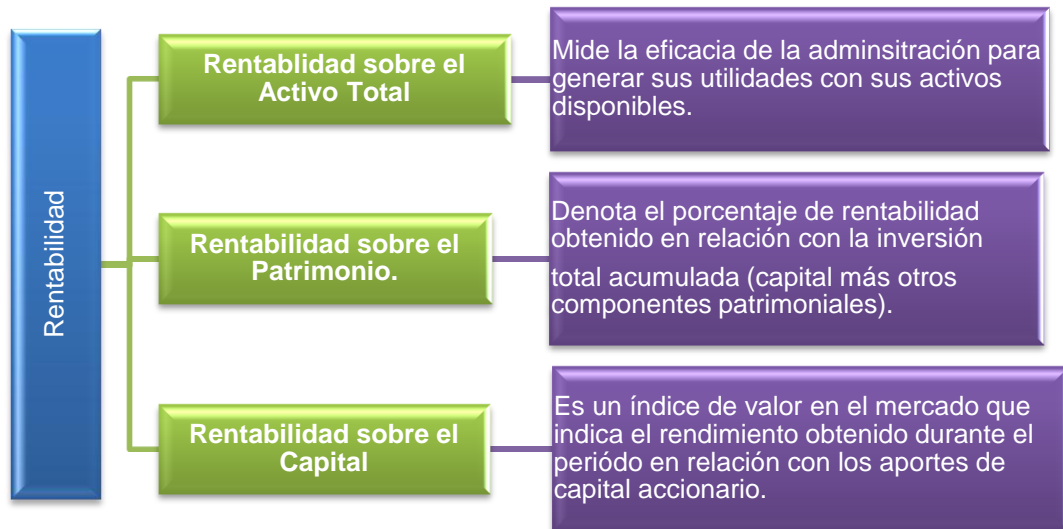 Rentabilidad
Rentablidad sobre el
Activo Total
Mide la eficacia de la adminsitración para
generar sus utilidades con sus activos
disponibles.
Rentabilidad sobre el
Patrimonio.
Denota el porcentaje de rentabilidad
obtenido en relación con la inversión
total acumulada (capital más otros
componentes patrimoniales).
Rentabilidad sobre el
Capital
Es un índice de valor en el mercado que
indica el rendimiento obtenido durante el
periódo en relación con los aportes de
capital accionario.